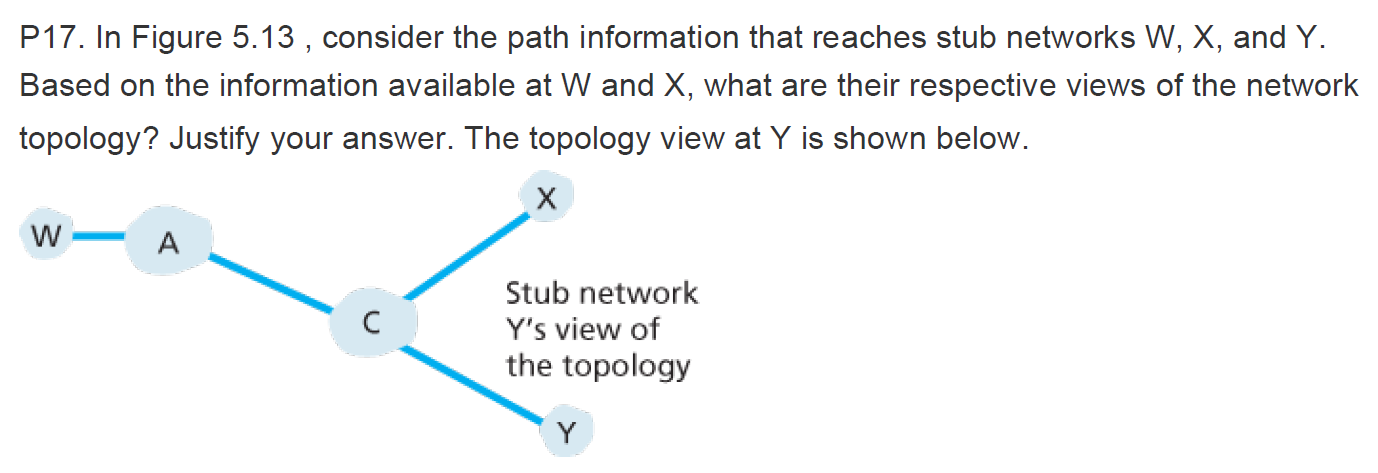 P17. In Figure 5.13 , consider the path information that reaches stub networks W, X, and Y.
Based on the information available at W and X, what are their respective views of the network
topology? Justify your answer. The topology view at Y is shown below.
X
W
A
Stub network
C
Y's view of
the topology
Y